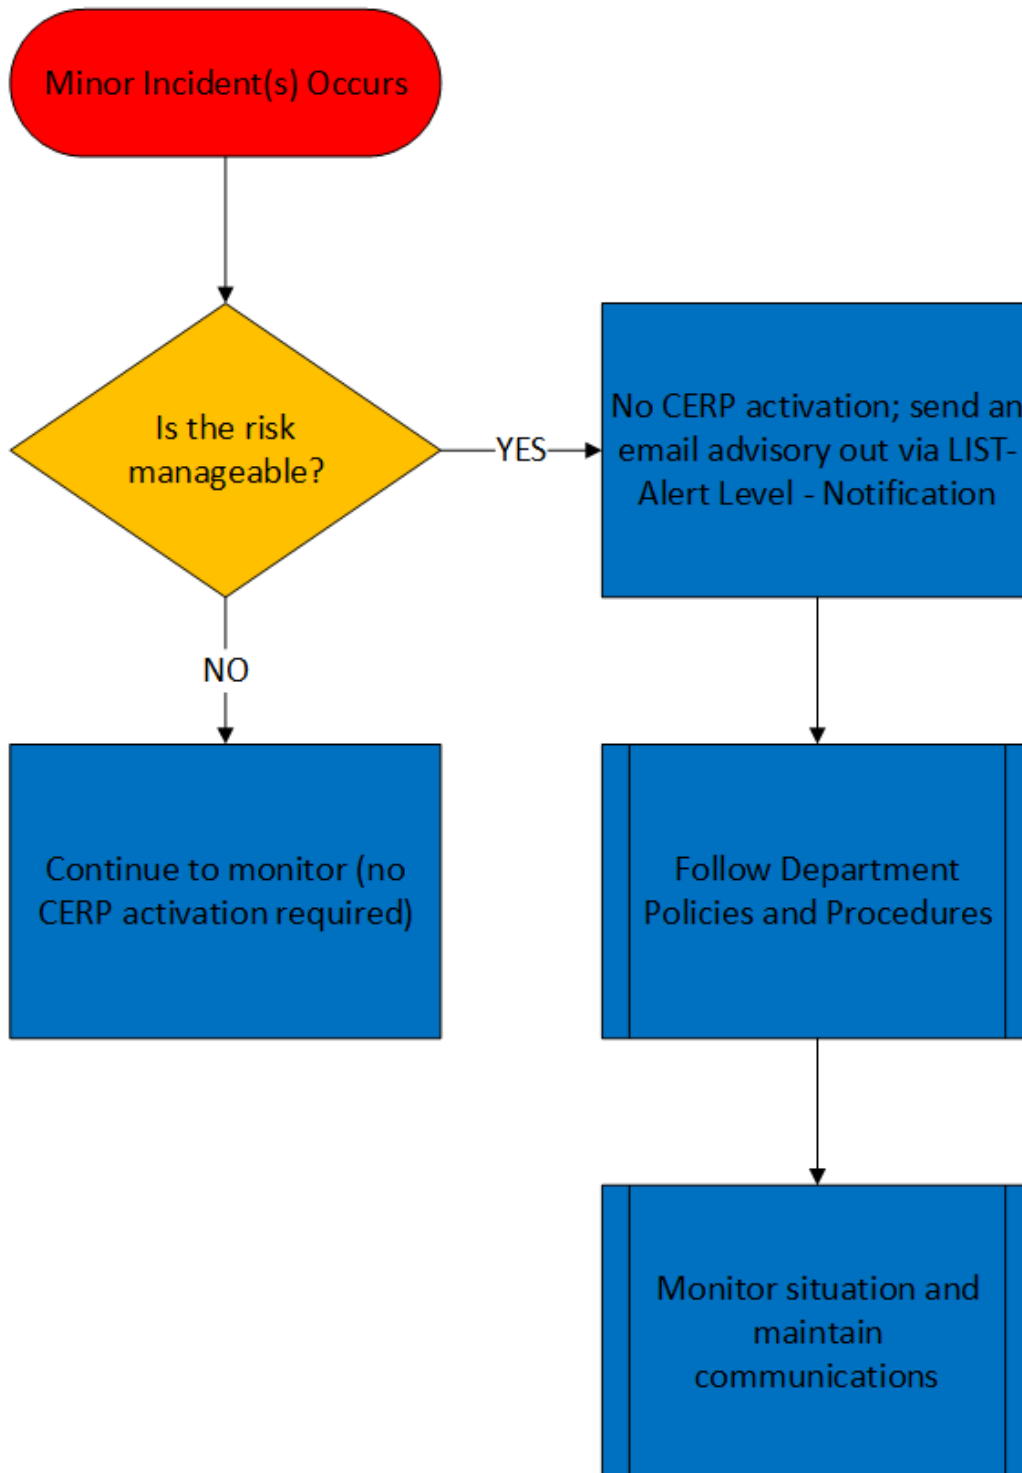 Minor Incident(s) Occurs
Is the risk
manageable?
YES
No CERP activation; send an
email advisory out via LIST-
Alert Level - Notification
NO
Continue to monitor (no
CERP activation required)
Follow Department
Policies and Procedures
Monitor situation and
maintain
communications